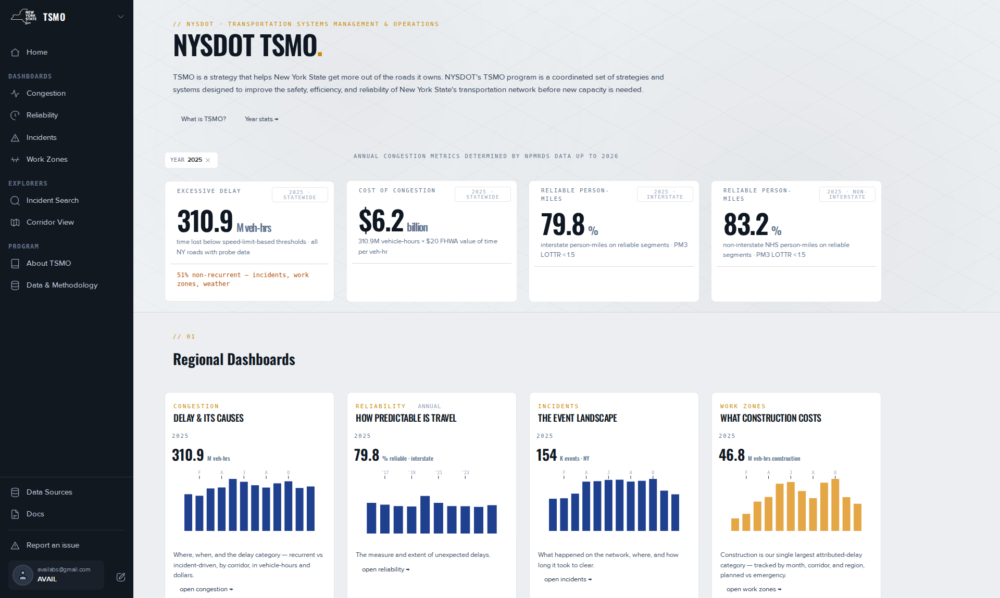 NEW
YORK
STATE
TSMO
Home
DASHBOARDS
Congestion
Reliability
Incidents
Work Zones
EXPLORERS
Incident Search
Corridor View
PROGRAM
About TSMO
Data & Methodology
Data Sources
Docs
Report an issue
availabs@gmail.com
AVAIL
// NYSDOT · TRANSPORTATION SYSTEMS MANAGEMENT & OPERATIONS
NYSDOT TSMO.
TSMO is a strategy that helps New York State get more out of the roads it owns. NYSDOT's TSMO program is a coordinated set of strategies and
systems designed to improve the safety, efficiency, and reliability of New York State's transportation network before new capacity is needed.
What is TSMO? Year stats →
YEAR 2025 ×
ANNUAL CONGESTION METRICS DETERMINED BY NPMRDS DATA UP TO 2026
EXCESSIVE DELAY
2025 ·
STATEWIDE
310.9 M veh-hrs
time lost below speed-limit-based thresholds · all
NY roads with probe data
51% non-recurrent — incidents, work
zones, weather
COST OF CONGESTION
2025 ·
STATEWIDE
$6.2 billion
310.9M vehicle-hours × $20 FHWA value of time
per veh-hr
RELIABLE PERSON-
MILES
2025 ·
INTERSTATE
79.8 %
interstate person-miles on reliable segments · PM3
LOTTR < 1.5
RELIABLE PERSON-
MILES
2025 · NON-
INTERSTATE
83.2 %
non-interstate NHS person-miles on reliable
segments · PM3 LOTTR < 1.5
// 01
Regional Dashboards
CONGESTION
DELAY & ITS CAUSES
2025
310.9 M veh-hrs
F A J A O
Where, when, and the delay category — recurrent vs
incident-driven, by corridor, in vehicle-hours and
dollars.
open congestion →
RELIABILITY ANNUAL
HOW PREDICTABLE IS TRAVEL
2025
79.8 % reliable · interstate
'17 '19 '21 '23
The measure and extent of unexpected delays.
open reliability →
INCIDENTS
THE EVENT LANDSCAPE
2025
154 K events · NY
F A J A O
What happened on the network, where, and how
long it took to clear.
open incidents →
WORK ZONES
WHAT CONSTRUCTION COSTS
2025
46.8 M veh-hrs construction
F A J A O
Construction is our single largest attributed-delay
category — tracked by month, corridor, and region,
planned vs emergency.
open work zones →